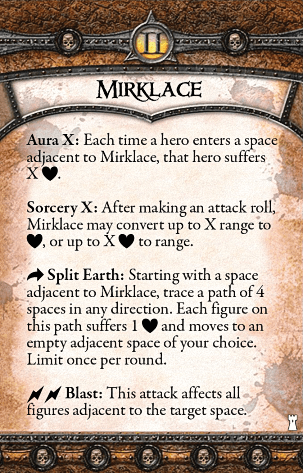 II
MIRKLACE
Aura X: Each time a hero enters a space
adjacent to Mirklace, that hero suffers
X ♥.
Sorcery X: After making an attack roll,
Mirklace may convert up to X range to
♥, or up to X ♥ to range.
Split Earth: Starting with a space
adjacent to Mirklace, trace a path of 4
spaces in any direction. Each figure on
this path suffers 1 ♥ and moves to an
empty adjacent space of your choice.
Limit once per round.
Blast: This attack affects all
figures adjacent to the target space.